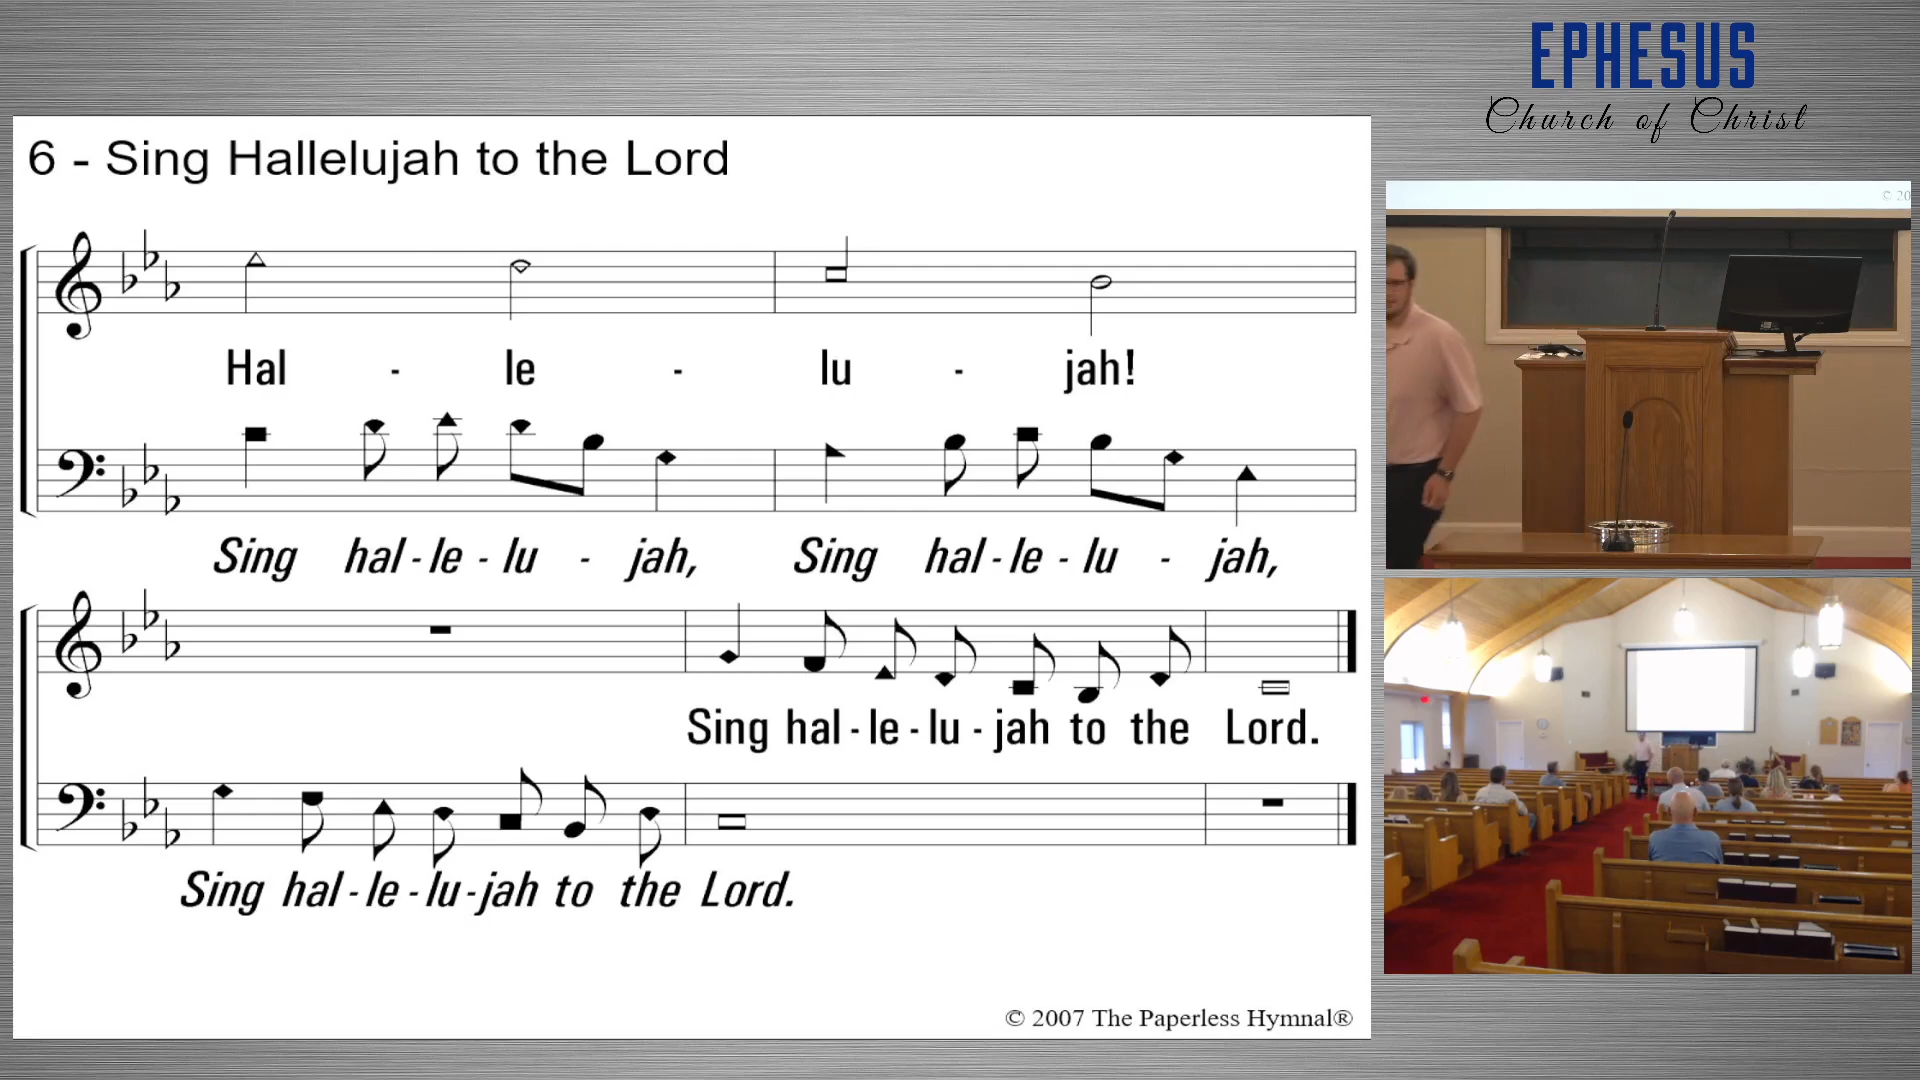 EPHESUS
Church of Christ
6 - Sing Hallelujah to the Lord
Hal - le - lu - jah!
Sing hal - le - lu - jah, Sing hal - le - lu - jah,
Sing hal - le - lu - jah to the Lord.
Sing hal - le - lu - jah to the Lord.
© 2007 The Paperless Hymnal®
© 20